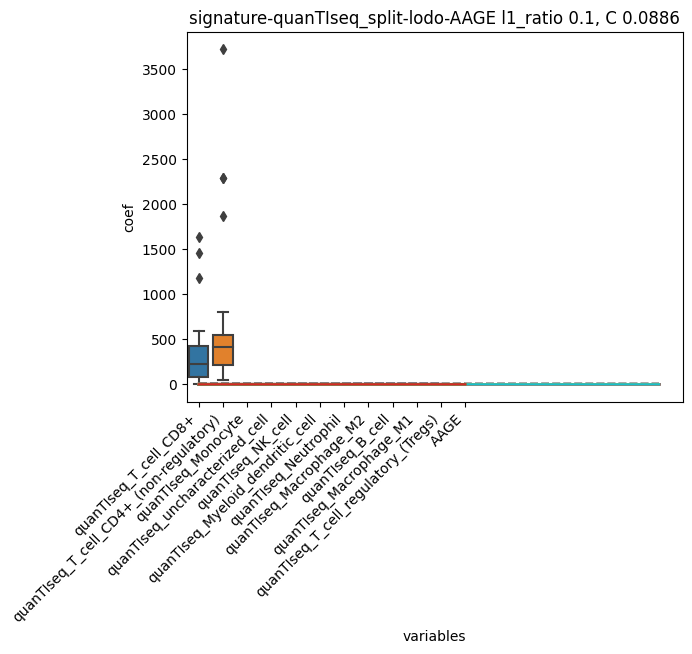 signature-quanTIseq_split-lodo-AAGE l1_ratio 0.1, C 0.0886
3500
3000
2500
2000
1500
1000
500
0
coef
quanTIseq_T_cell_CD8+
quanTIseq_T_cell_CD4+_(non-regulatory)
quanTIseq_Monocyte
quanTIseq_uncharacterized_cell
quanTIseq_NK_cell
quanTIseq_Myeloid_dendritic_cell
quanTIseq_Neutrophil
quanTIseq_Macrophage_M2
quanTIseq_B_cell
quanTIseq_Macrophage_M1
quanTIseq_T_cell_regulatory_(Tregs)
AAGE
variables